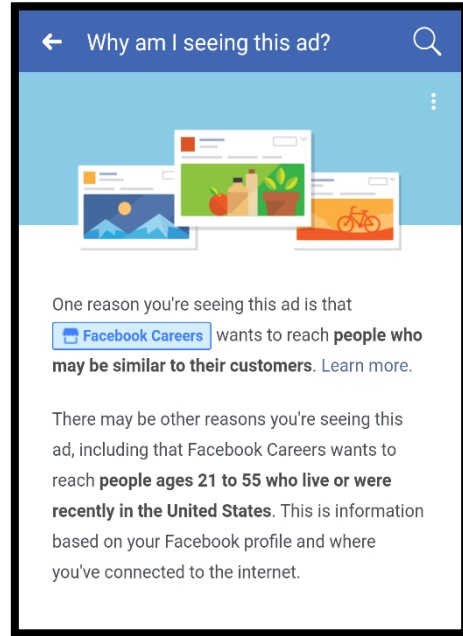 Why am I seeing this ad?
One reason you're seeing this ad is that
Facebook Careers wants to reach people who
may be similar to their customers. Learn more.
There may be other reasons you're seeing this
ad, including that Facebook Careers wants to
reach people ages 21 to 55 who live or were
recently in the United States. This is information
based on your Facebook profile and where
you've connected to the internet.